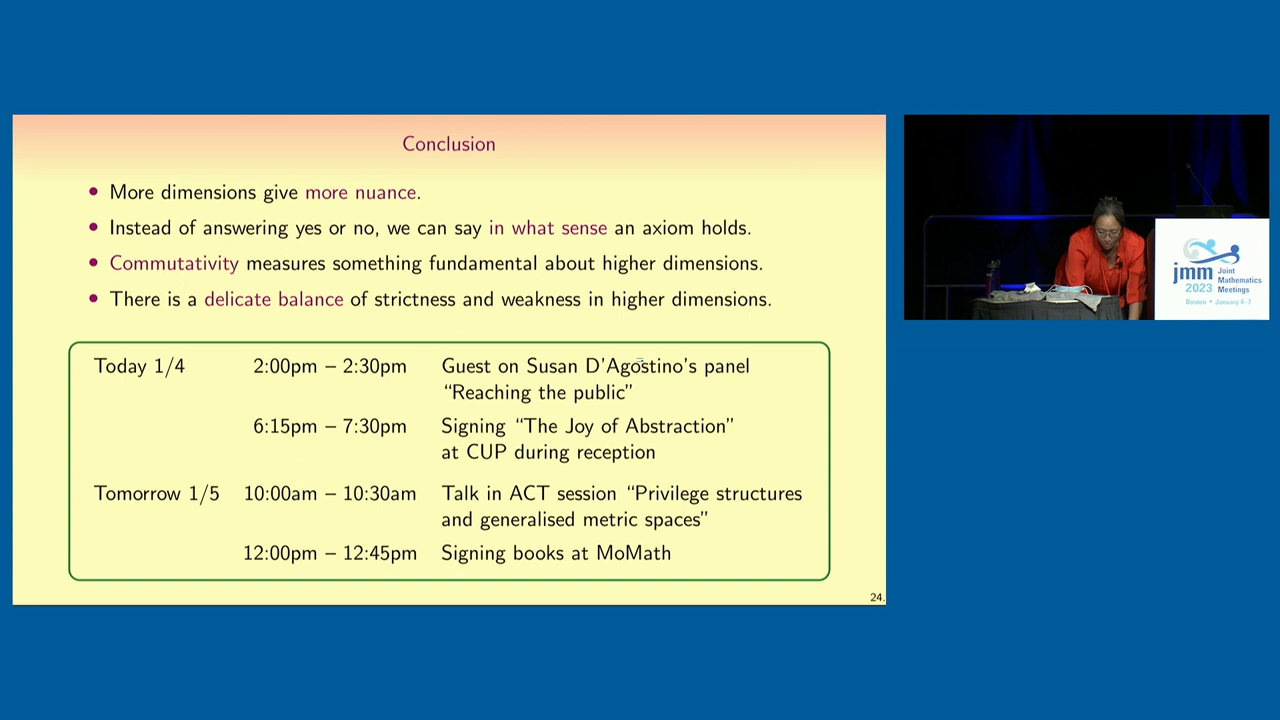 Conclusion
• More dimensions give more nuance.
• Instead of answering yes or no, we can say in what sense an axiom holds.
• Commutativity measures something fundamental about higher dimensions.
• There is a delicate balance of strictness and weakness in higher dimensions.
Today 1/4 2:00pm – 2:30pm Guest on Susan D'Agostino's panel
“Reaching the public”
6:15pm – 7:30pm Signing “The Joy of Abstraction”
at CUP during reception
Tomorrow 1/5 10:00am – 10:30am Talk in ACT session “Privilege structures
and generalised metric spaces”
12:00pm – 12:45pm Signing books at MoMath
24.
jmm Joint
Mathematics
2023 Meetings
Boston • January 4-7